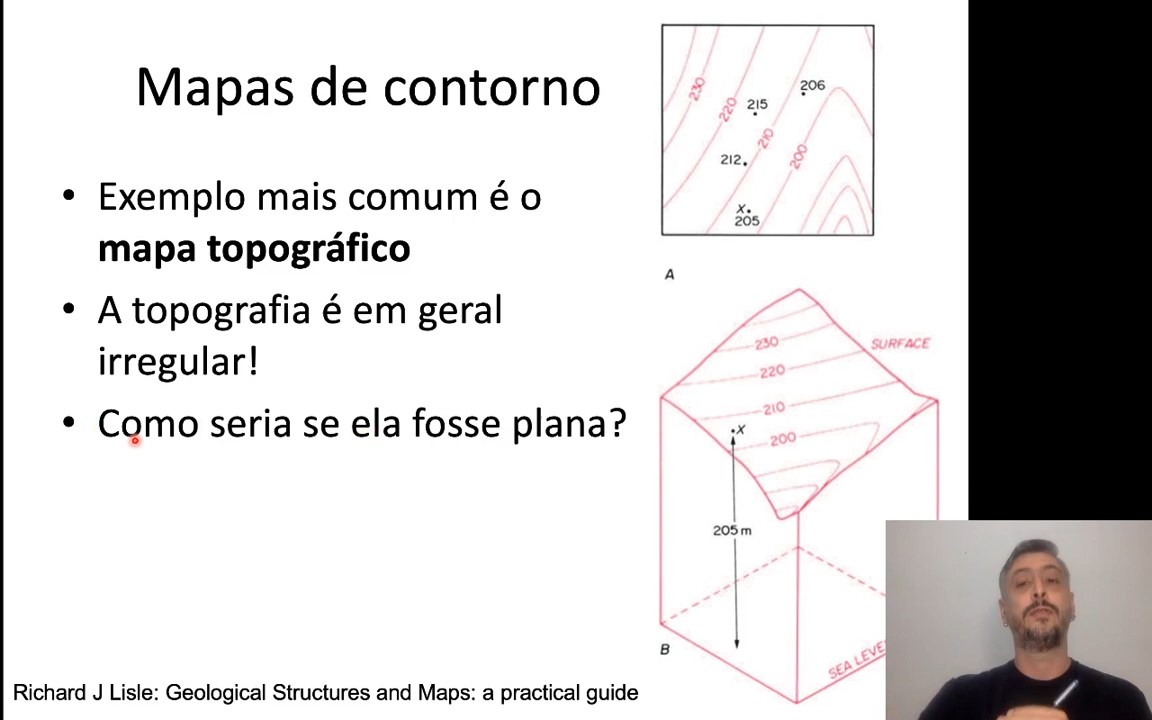 Mapas de contorno
• Exemplo mais comum é o
mapa topográfico
• A topografia é em geral
irregular!
• Como seria se ela fosse plana?
Richard J Lisle: Geological Structures and Maps: a practical guide
206
230
215
220
210
212
200
X
205
A
230
SURFACE
220
210
X
200
205 m
B
SEA LEVE